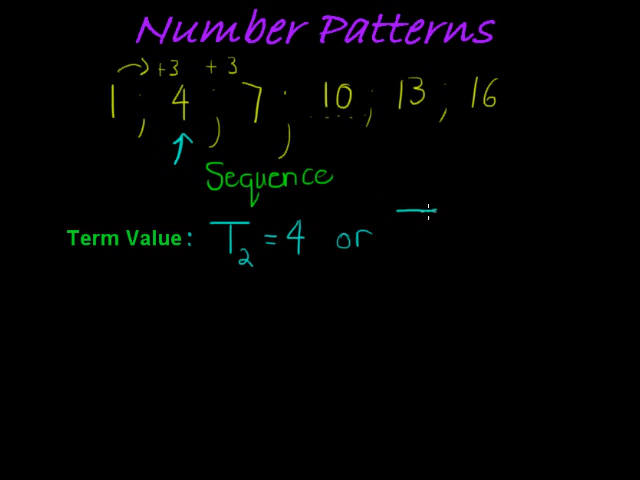 Number Patterns
+3 +3
1 ; 4 ; 7 ; 10 ; 13 ; 16
Sequence
Term Value : T2 = 4 or